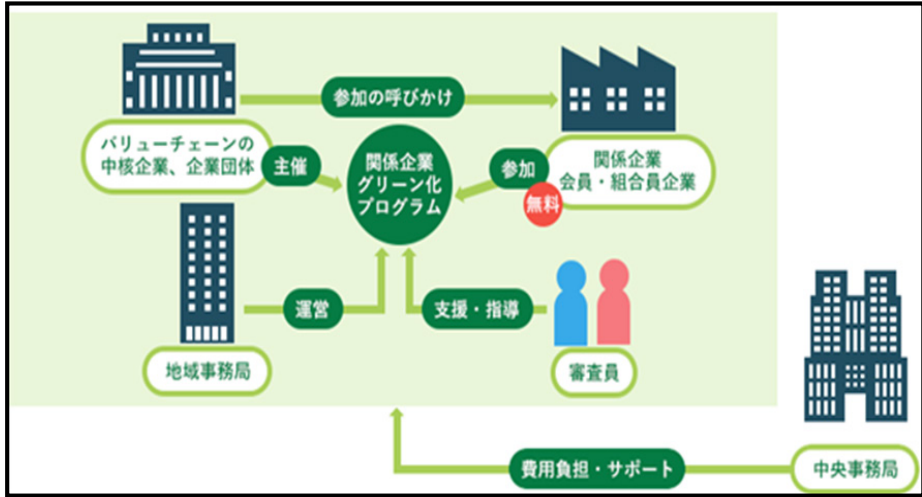 参加の呼びかけ
バリューチェーンの
中核企業、企業団体
主催
関係企業
グリーン化
プログラム
参加
無料
関係企業
会員・組合員企業
運営
支援・指導
地域事務局
審査員
費用負担・サポート
中央事務局